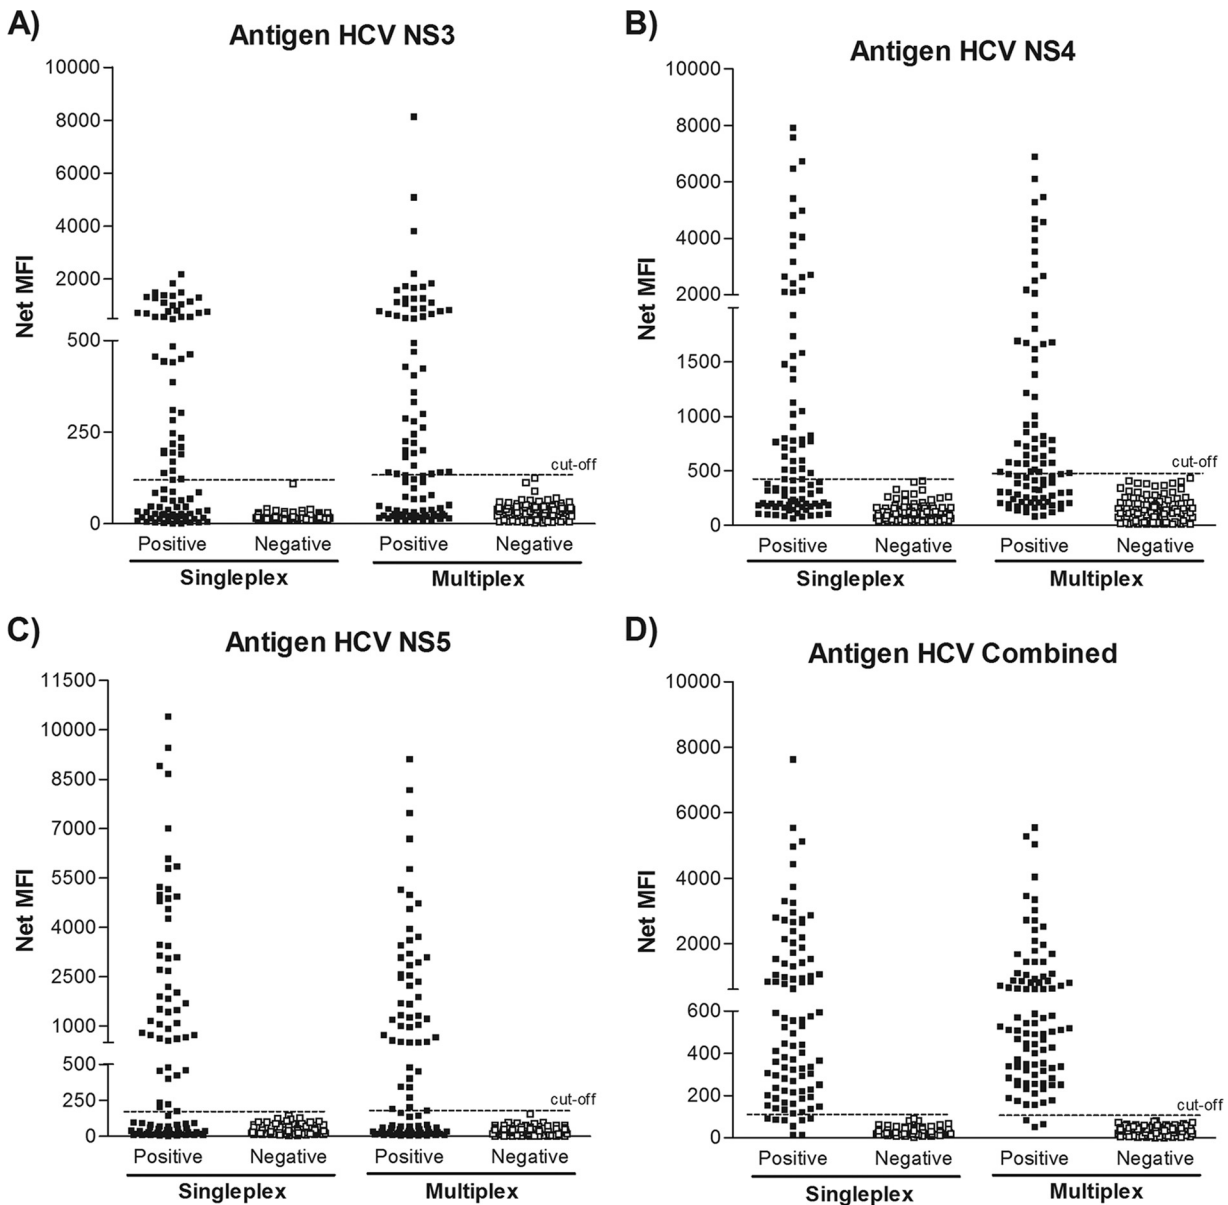 A)
Antigen HCV NS3
10000
8000
6000
4000
2000
500
250
0
Net MFI
cut-off
Positive Negative Positive Negative
Singleplex Multiplex
B)
Antigen HCV NS4
10000
8000
6000
4000
2000
1500
1000
500
0
Net MFI
cut-off
Positive Negative Positive Negative
Singleplex Multiplex
C)
Antigen HCV NS5
11500
10000
8500
7000
5500
4000
2500
1000
500
250
0
Net MFI
cut-off
Positive Negative Positive Negative
Singleplex Multiplex
D)
Antigen HCV Combined
10000
8000
6000
4000
2000
600
400
200
0
Net MFI
cut-off
Positive Negative Positive Negative
Singleplex Multiplex